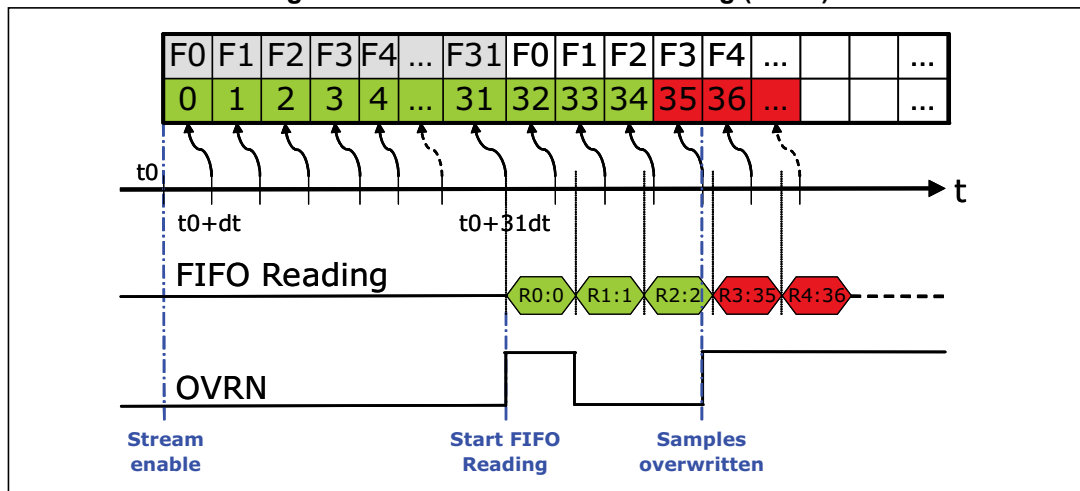 F0 F1 F2 F3 F4 ... F31 F0 F1 F2 F3 F4 ... ...
0 1 2 3 4 ... 31 32 33 34 35 36 ... ...
t0
t
t0+dt t0+31dt
FIFO Reading
R0:0 R1:1 R2:2 R3:35 R4:36
OVRN
Stream enable
Start FIFO Reading
Samples overwritten